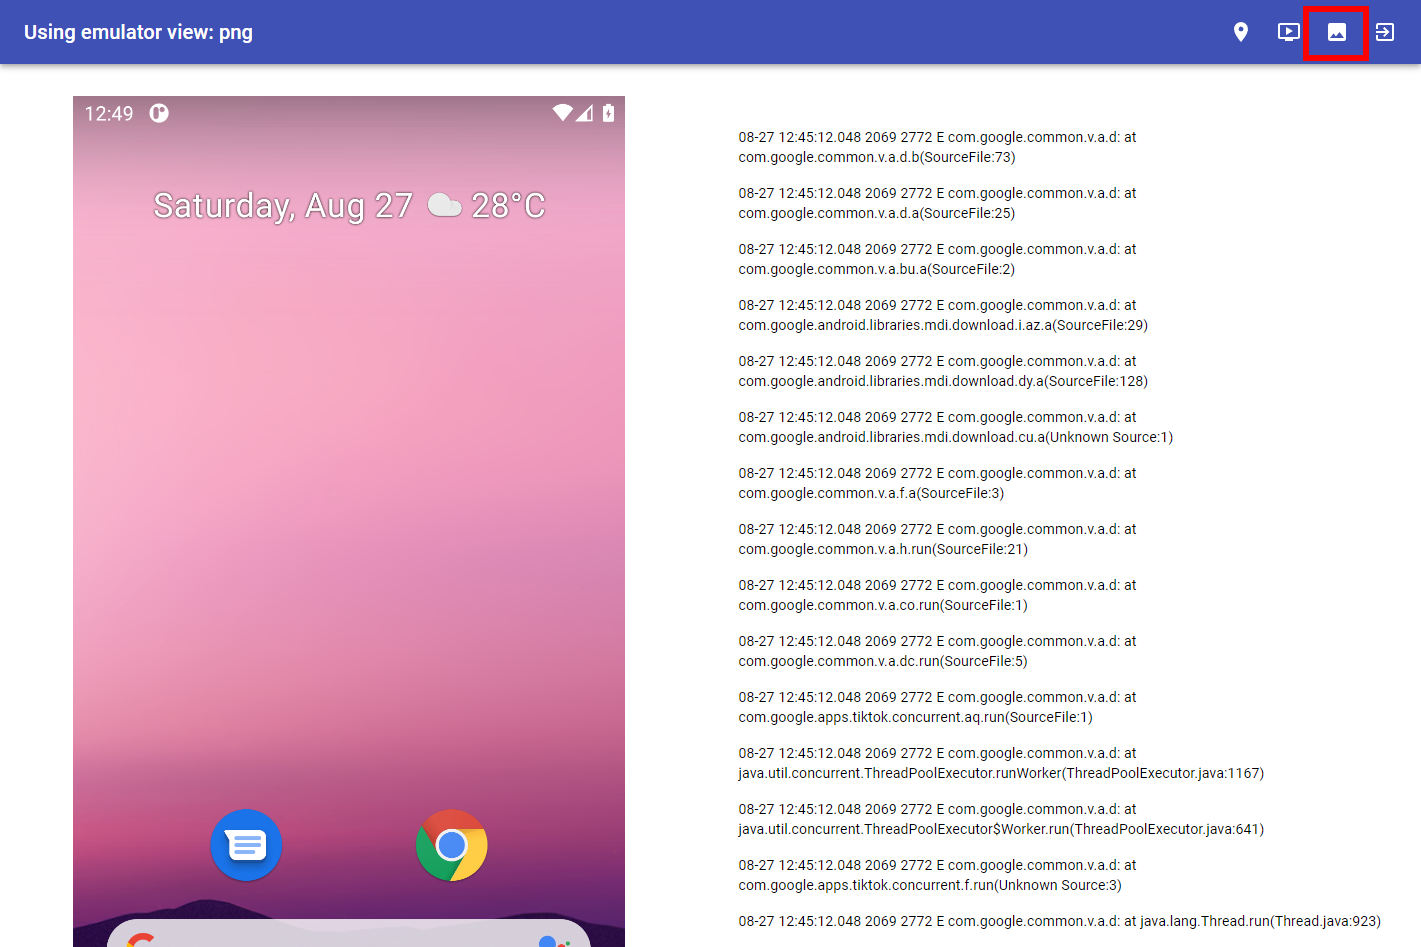 Using emulator view: png
12:49
Saturday, Aug 27 28°C
08-27 12:45:12.048 2069 2772 E com.google.common.v.a.d: at
com.google.common.v.a.d.b(SourceFile:73)
08-27 12:45:12.048 2069 2772 E com.google.common.v.a.d: at
com.google.common.v.a.d.a(SourceFile:25)
08-27 12:45:12.048 2069 2772 E com.google.common.v.a.d: at
com.google.common.v.a.bu.a(SourceFile:2)
08-27 12:45:12.048 2069 2772 E com.google.common.v.a.d: at
com.google.android.libraries.mdi.download.i.az.a(SourceFile:29)
08-27 12:45:12.048 2069 2772 E com.google.common.v.a.d: at
com.google.android.libraries.mdi.download.dy.a(SourceFile:128)
08-27 12:45:12.048 2069 2772 E com.google.common.v.a.d: at
com.google.android.libraries.mdi.download.cu.a(Unknown Source:1)
08-27 12:45:12.048 2069 2772 E com.google.common.v.a.d: at
com.google.common.v.a.f.a(SourceFile:3)
08-27 12:45:12.048 2069 2772 E com.google.common.v.a.d: at
com.google.common.v.a.h.run(SourceFile:21)
08-27 12:45:12.048 2069 2772 E com.google.common.v.a.d: at
com.google.common.v.a.co.run(SourceFile:1)
08-27 12:45:12.048 2069 2772 E com.google.common.v.a.d: at
com.google.common.v.a.dc.run(SourceFile:5)
08-27 12:45:12.048 2069 2772 E com.google.common.v.a.d: at
com.google.apps.tiktok.concurrent.aq.run(SourceFile:1)
08-27 12:45:12.048 2069 2772 E com.google.common.v.a.d: at
java.util.concurrent.ThreadPoolExecutor.runWorker(ThreadPoolExecutor.java:1167)
08-27 12:45:12.048 2069 2772 E com.google.common.v.a.d: at
java.util.concurrent.ThreadPoolExecutor$Worker.run(ThreadPoolExecutor.java:641)
08-27 12:45:12.048 2069 2772 E com.google.common.v.a.d: at
com.google.apps.tiktok.concurrent.f.run(Unknown Source:3)
08-27 12:45:12.048 2069 2772 E com.google.common.v.a.d: at java.lang.Thread.run(Thread.java:923)